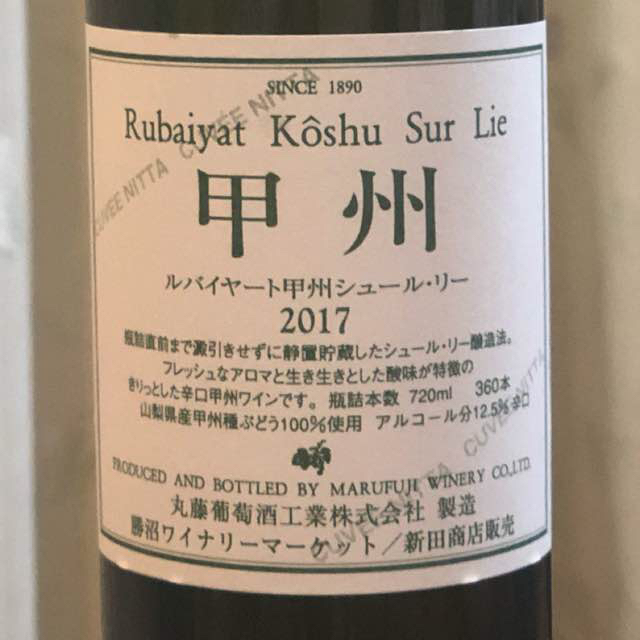 SINCE 1890
Rubaiyat Kôshu Sur Lie
甲州
ルバイヤート甲州シュール・リー
2017
瓶詰直前まで澱引きせずに静置貯蔵したシュール・リー醸造法。
フレッシュなアロマと生き生きとした酸味が特徴の
きりっとした辛口甲州ワインです。瓶詰本数 720ml 360本
山梨県産甲州種ぶどう100%使用 アルコール分12.5% 辛口
PRODUCED AND BOTTLED BY MARUFUJI WINERY CO.,LTD.
丸藤葡萄酒工業株式会社 製造
勝沼ワイナリーマーケット/新田商店販売
CUVÉE NITTA CUVÉE NITTA
CUVÉE NITTA CUVÉE NITTA